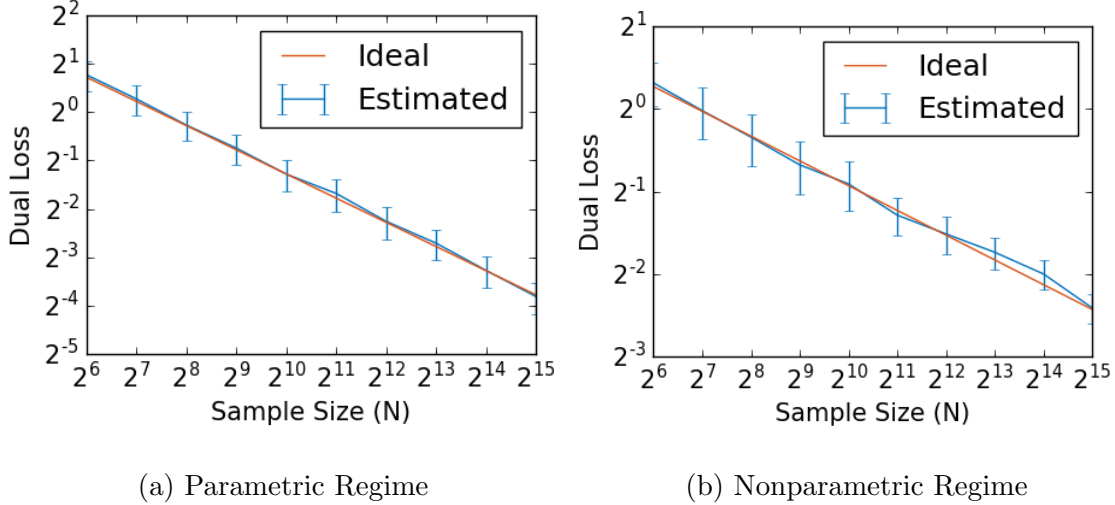 2^2
2^1
2^0
2^-1
2^-2
2^-3
2^-4
2^-5
Dual Loss
Ideal
Estimated
2^6 2^7 2^8 2^9 2^10 2^11 2^12 2^13 2^14 2^15
Sample Size (N)
(a) Parametric Regime
2^1
2^0
2^-1
2^-2
2^-3
Dual Loss
Ideal
Estimated
2^6 2^7 2^8 2^9 2^10 2^11 2^12 2^13 2^14 2^15
Sample Size (N)
(b) Nonparametric Regime